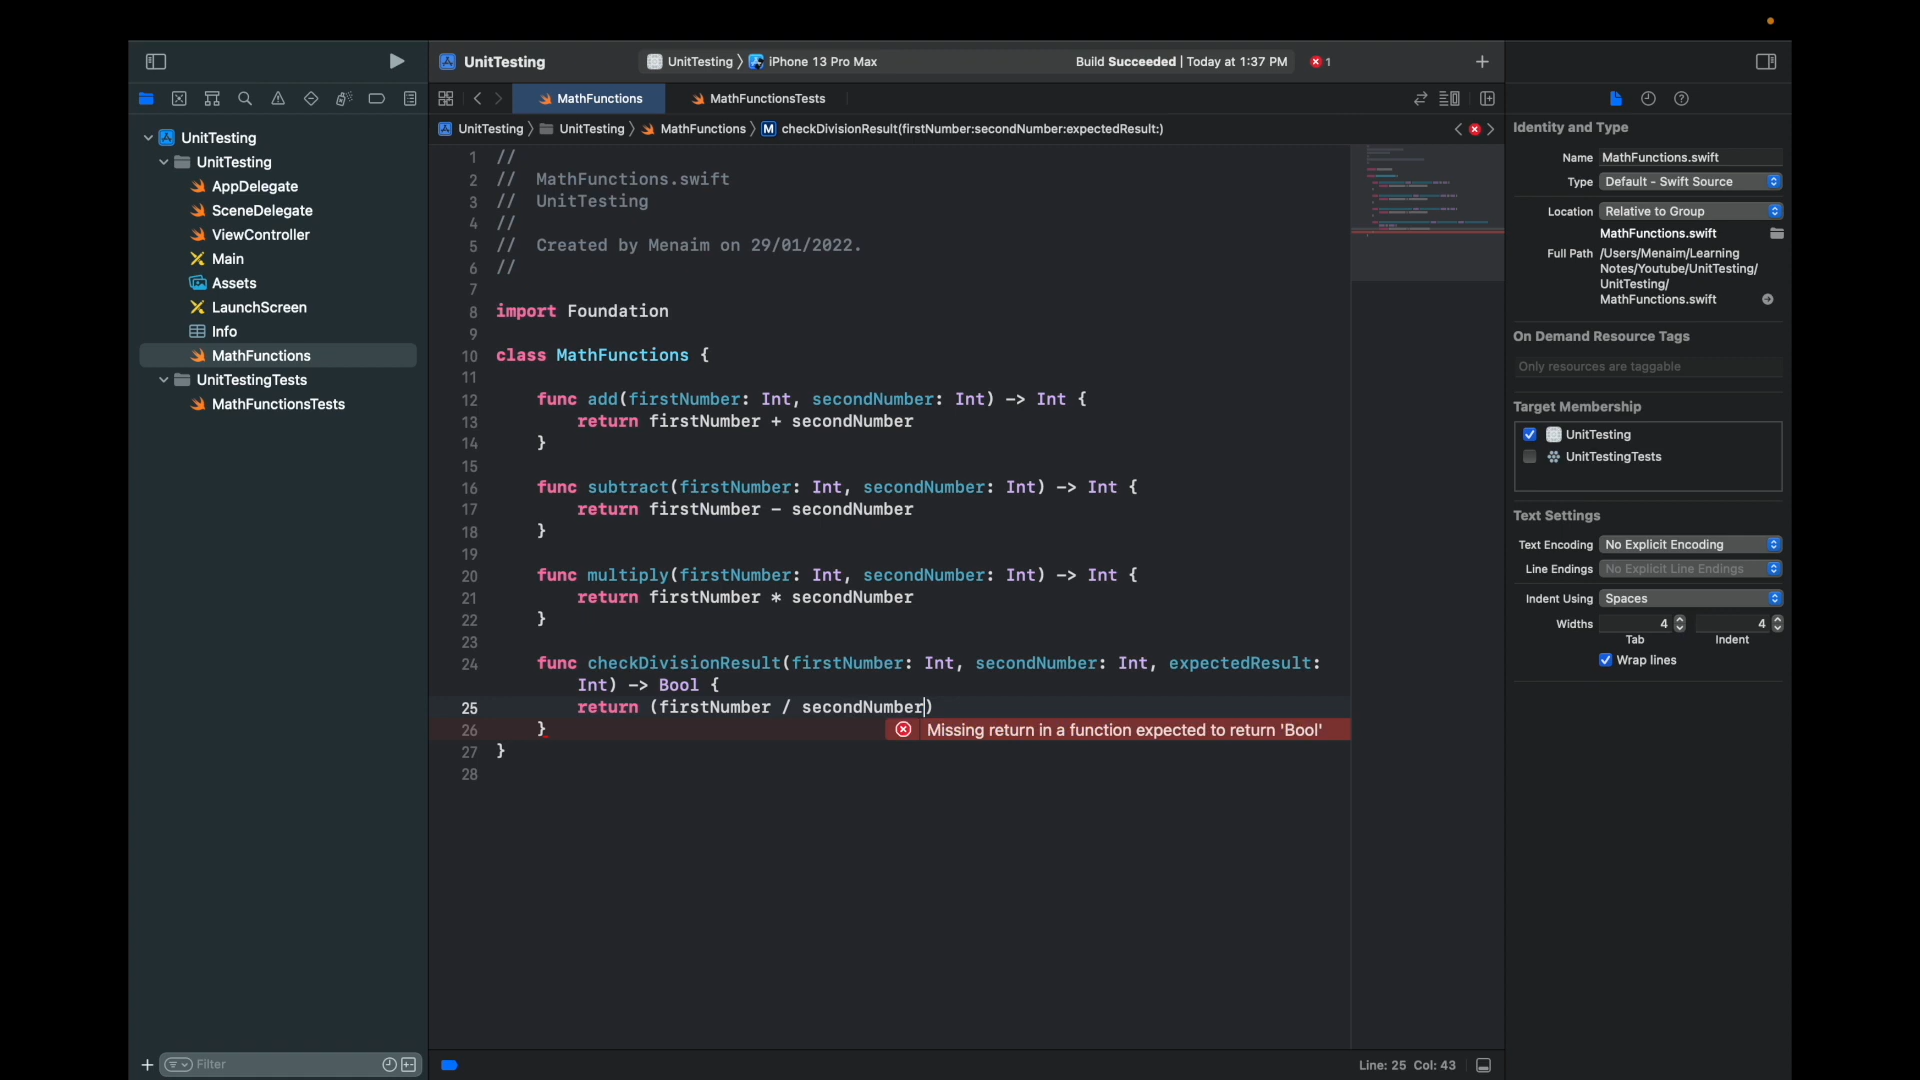 UnitTesting
UnitTesting
AppDelegate
SceneDelegate
ViewController
Main
Assets
LaunchScreen
Info
MathFunctions
UnitTestingTests
MathFunctionsTests
Filter
UnitTesting
UnitTesting iPhone 13 Pro Max
Build Succeeded | Today at 1:37 PM
1
MathFunctions
MathFunctionsTests
UnitTesting UnitTesting MathFunctions M checkDivisionResult(firstNumber:secondNumber:expectedResult:)
1 //
2 // MathFunctions.swift
3 // UnitTesting
4 //
5 // Created by Menaim on 29/01/2022.
6 //
7
8 import Foundation
9
10 class MathFunctions {
11
12 func add(firstNumber: Int, secondNumber: Int) -> Int {
13 return firstNumber + secondNumber
14 }
15
16 func subtract(firstNumber: Int, secondNumber: Int) -> Int {
17 return firstNumber - secondNumber
18 }
19
20 func multiply(firstNumber: Int, secondNumber: Int) -> Int {
21 return firstNumber * secondNumber
22 }
23
24 func checkDivisionResult(firstNumber: Int, secondNumber: Int, expectedResult:
Int) -> Bool {
25 return (firstNumber / secondNumber)
26 } Missing return in a function expected to return 'Bool'
27 }
28
Line: 25 Col: 43
Identity and Type
Name MathFunctions.swift
Type Default - Swift Source
Location Relative to Group
MathFunctions.swift
Full Path /Users/Menaim/Learning
Notes/Youtube/UnitTesting/
UnitTesting/
MathFunctions.swift
On Demand Resource Tags
Only resources are taggable
Target Membership
UnitTesting
UnitTestingTests
Text Settings
Text Encoding No Explicit Encoding
Line Endings No Explicit Line Endings
Indent Using Spaces
Widths 4 4
Tab Indent
Wrap lines